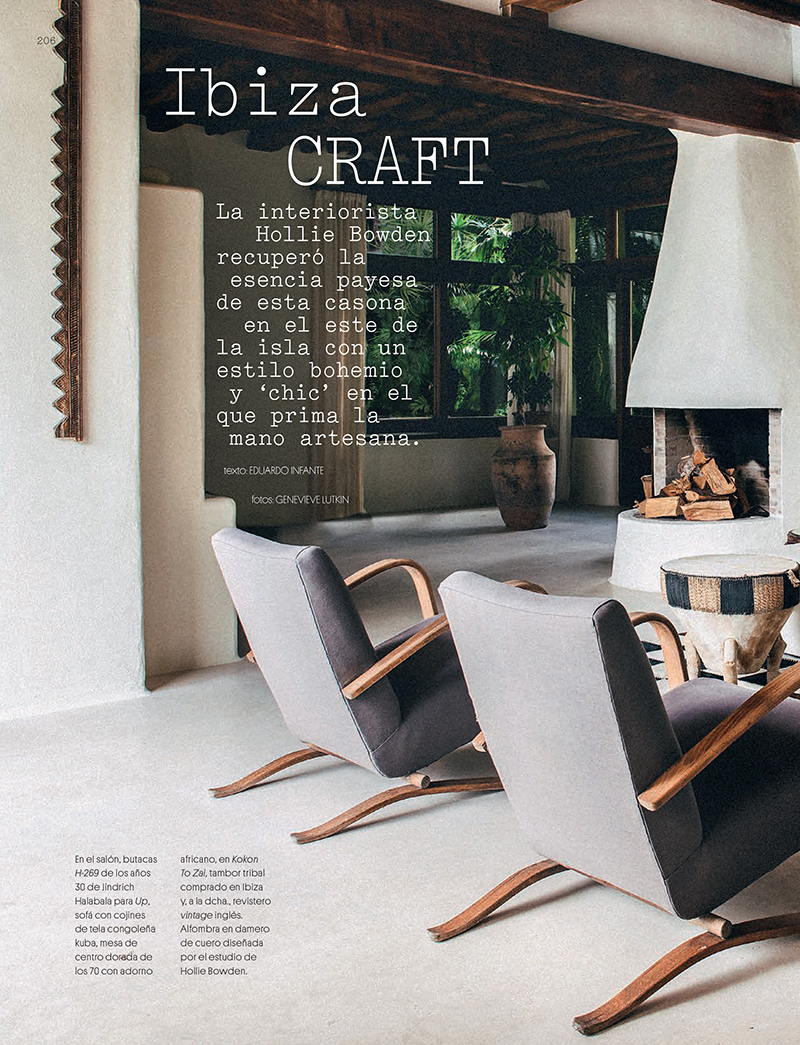 206
Ibiza
CRAFT
La interiorista
Hollie Bowden
recuperó la
esencia payesa
de esta casona
en el este de
la isla con un
estilo bohemio
y ‘chic’ en el
que prima la
mano artesana.
texto: EDUARDO INFANTE
fotos: GENEVIEVE LUTKIN
En el salón, butacas
H-269 de los años
30 de Jindrich
Halabala para Up,
sofá con cojines
de tela congoleña
kuba, mesa de
centro dorada de
los 70 con adorno
africano, en Kokon
To Zai, tambor tribal
comprado en Ibiza
y, a la dcha., revistero
vintage inglés.
Alfombra en damero
de cuero diseñada
por el estudio de
Hollie Bowden.